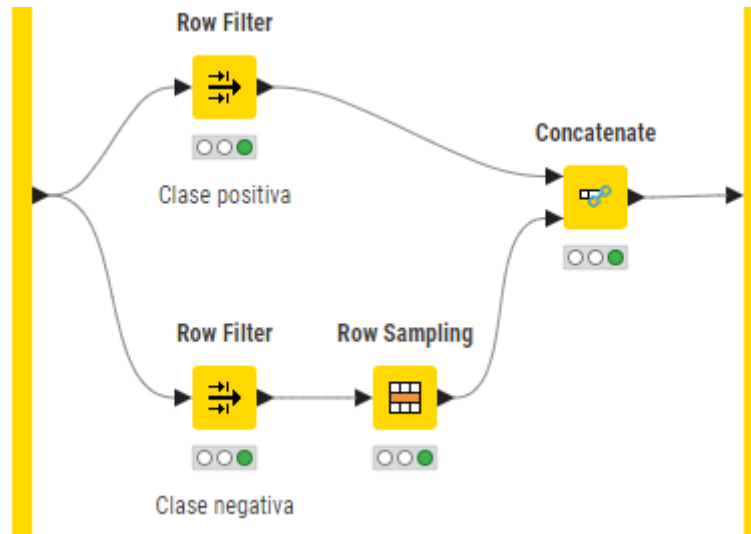 Row Filter
Clase positiva
Concatenate
Row Filter
Row Sampling
Clase negativa